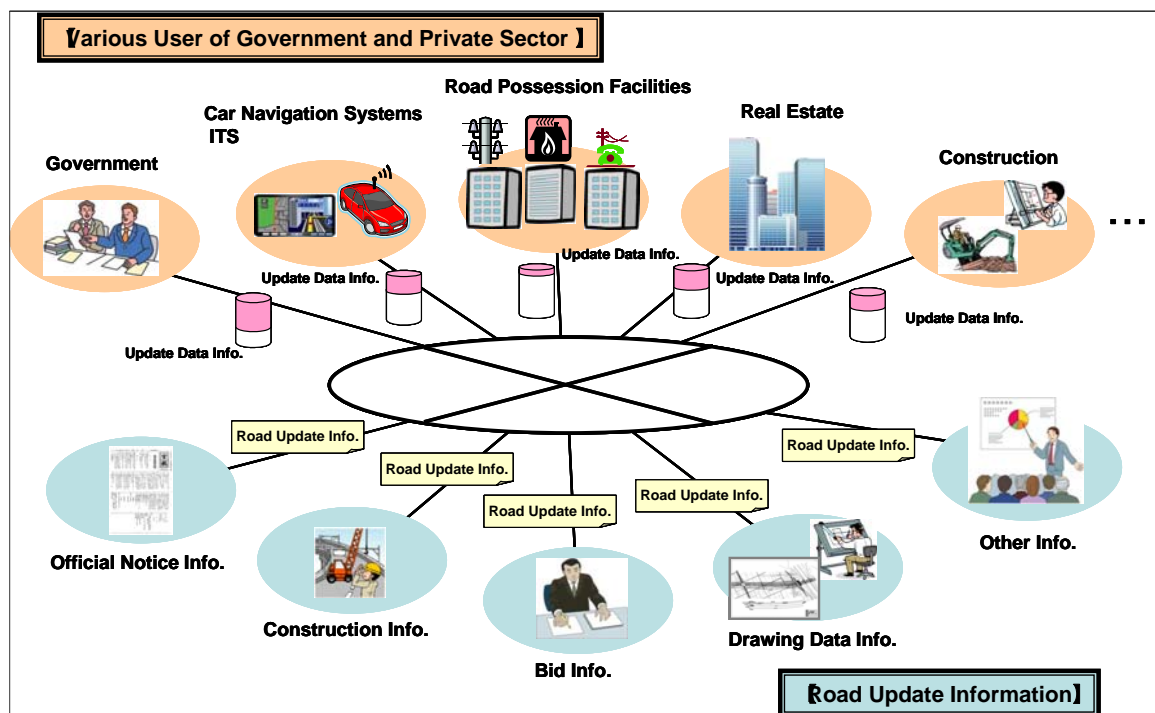 【Various User of Government and Private Sector 】
Road Possession Facilities
Car Navigation Systems
ITS
Real Estate
Government
Construction
...
Update Data Info.
Update Data Info.
Update Data Info.
Update Data Info.
Update Data Info.
Road Update Info.
Road Update Info.
Road Update Info.
Road Update Info.
Road Update Info.
Official Notice Info.
Construction Info.
Bid Info.
Drawing Data Info.
Other Info.
【Road Update Information】